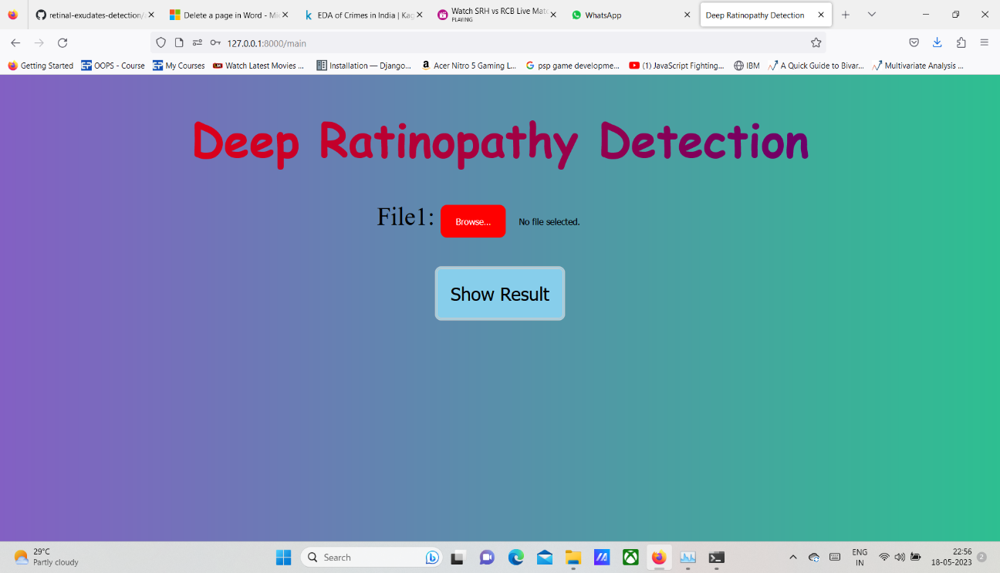 retinal-exudates-detection/
Delete a page in Word - Mic
EDA of Crimes in India | Kag
Watch SRH vs RCB Live Matc
PLAYING
WhatsApp
Deep Ratinopathy Detection
127.0.0.1:8000/main
Getting Started
OOPS - Course
My Courses
Watch Latest Movies ...
Installation — Django...
Acer Nitro 5 Gaming L...
psp game developme...
(1) JavaScript Fighting...
IBM
A Quick Guide to Bivar...
Multivariate Analysis ...
Deep Ratinopathy Detection
File1: Browse... No file selected.
Show Result
29°C
Partly cloudy
Search
ENG
IN
22:56
18-05-2023
2